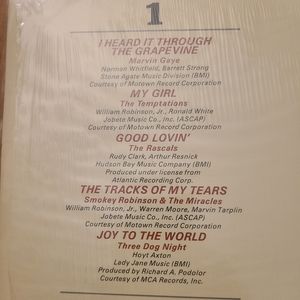 1
I HEARD IT THROUGH
THE GRAPEVINE
Marvin Gaye
Norman Whitfield, Barrett Strong
Stone Agate Music Division (BMI)
Courtesy of Motown Record Corporation
MY GIRL
The Temptations
William Robinson, Jr., Ronald White
Jobete Music Co., Inc. (ASCAP)
Courtesy of Motown Record Corporation
GOOD LOVIN'
The Rascals
Rudy Clark, Arthur Resnick
Hudson Bay Music Company (BMI)
Produced under license from
Atlantic Recording Corp.
THE TRACKS OF MY TEARS
Smokey Robinson & The Miracles
William Robinson, Jr., Warren Moore, Marvin Tarplin
Jobete Music Co., Inc. (ASCAP)
Courtesy of Motown Record Corporation
JOY TO THE WORLD
Three Dog Night
Hoyt Axton
Lady Jane Music (BMI)
Produced by Richard A. Podolor
Courtesy of MCA Records, Inc.